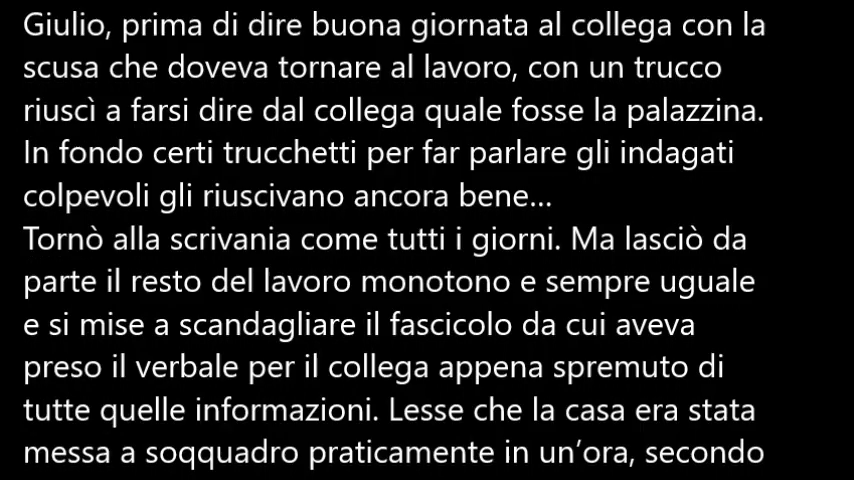 Giulio, prima di dire buona giornata al collega con la
scusa che doveva tornare al lavoro, con un trucco
riuscì a farsi dire dal collega quale fosse la palazzina.
In fondo certi trucchetti per far parlare gli indagati
colpevoli gli riuscivano ancora bene...
Tornò alla scrivania come tutti i giorni. Ma lasciò da
parte il resto del lavoro monotono e sempre uguale
e si mise a scandagliare il fascicolo da cui aveva
preso il verbale per il collega appena spremuto di
tutte quelle informazioni. Lesse che la casa era stata
messa a soqquadro praticamente in un’ora, secondo